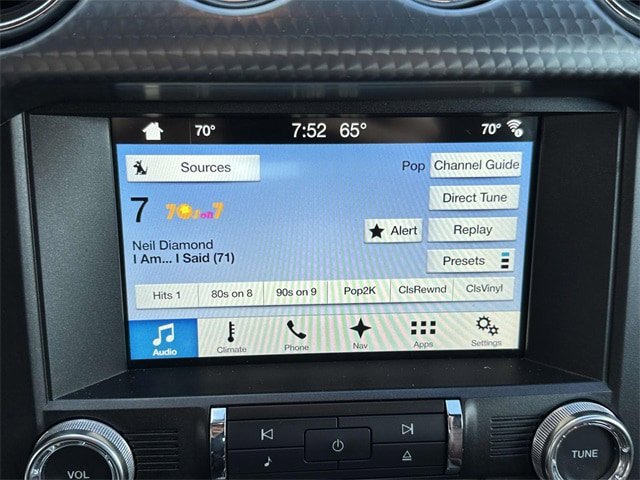 70° 7:52 65° 70°
Sources
Pop Channel Guide
7 70s on 7
Direct Tune
Alert Replay
Neil Diamond
I Am... I Said (71)
Presets
Hits 1 80s on 8 90s on 9 Pop2K ClsRewnd ClsVinyl
Audio Climate Phone Nav Apps Settings
VOL TUNE